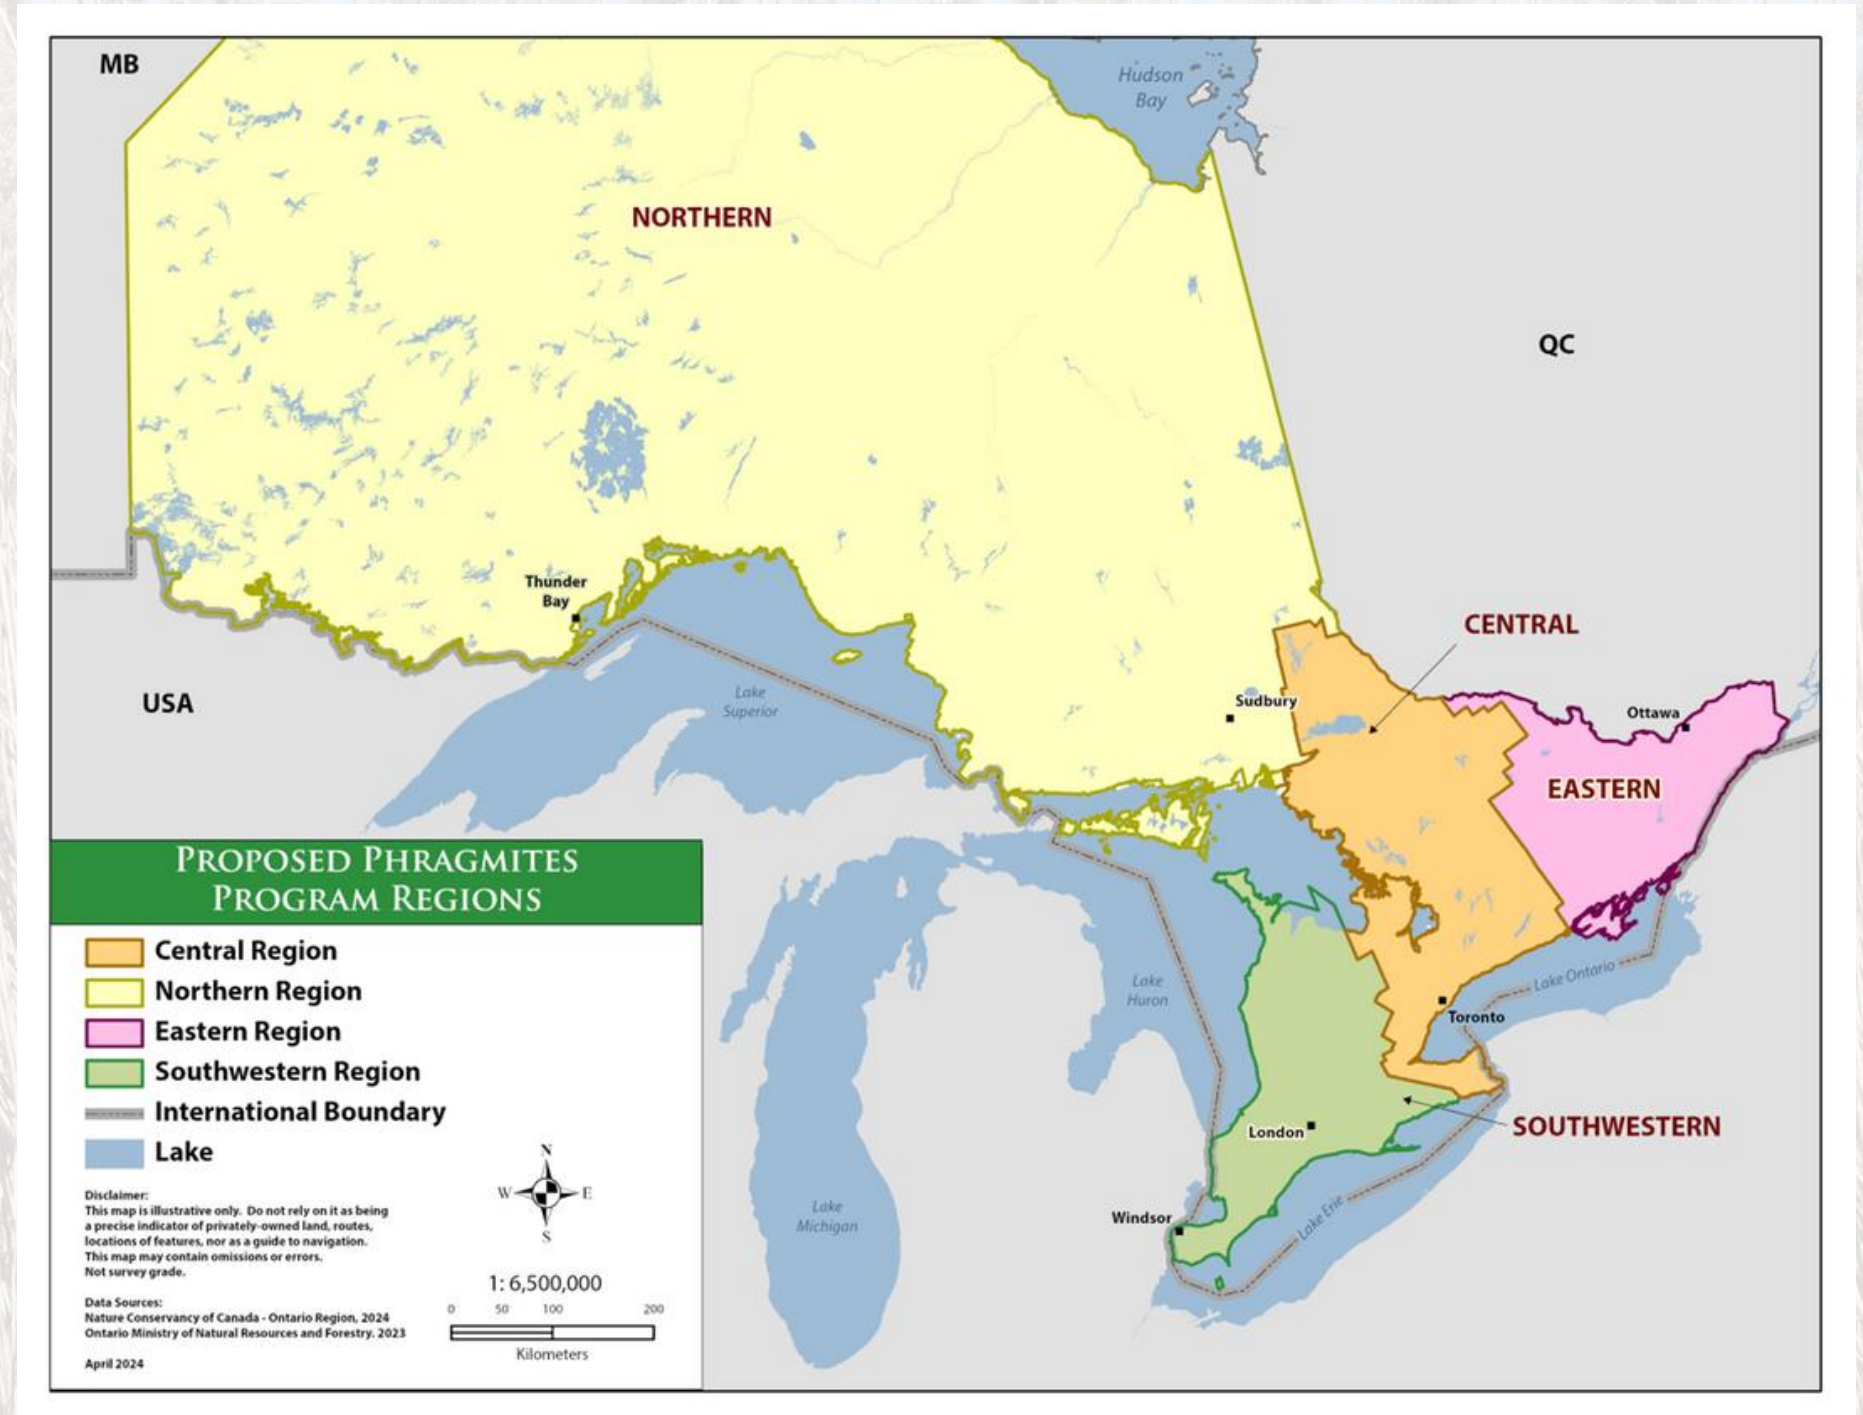 MB
Hudson
Bay
NORTHERN
QC
Thunder
Bay
CENTRAL
USA
Lake
Superior
Sudbury
Ottawa
EASTERN
PROPOSED PHRAGMITES
PROGRAM REGIONS
Central Region
Northern Region
Eastern Region
Southwestern Region
International Boundary
Lake
Lake
Huron
Lake Ontario
Toronto
London
SOUTHWESTERN
Windsor
Lake
Michigan
Lake Erie
N
W
E
S
Disclaimer:
This map is illustrative only. Do not rely on it as being
a precise indicator of privately-owned land, routes,
locations of features, nor as a guide to navigation.
This map may contain omissions or errors.
Not survey grade.
1: 6,500,000
0 50 100 200
Kilometers
Data Sources:
Nature Conservancy of Canada - Ontario Region, 2024
Ontario Ministry of Natural Resources and Forestry. 2023
April 2024